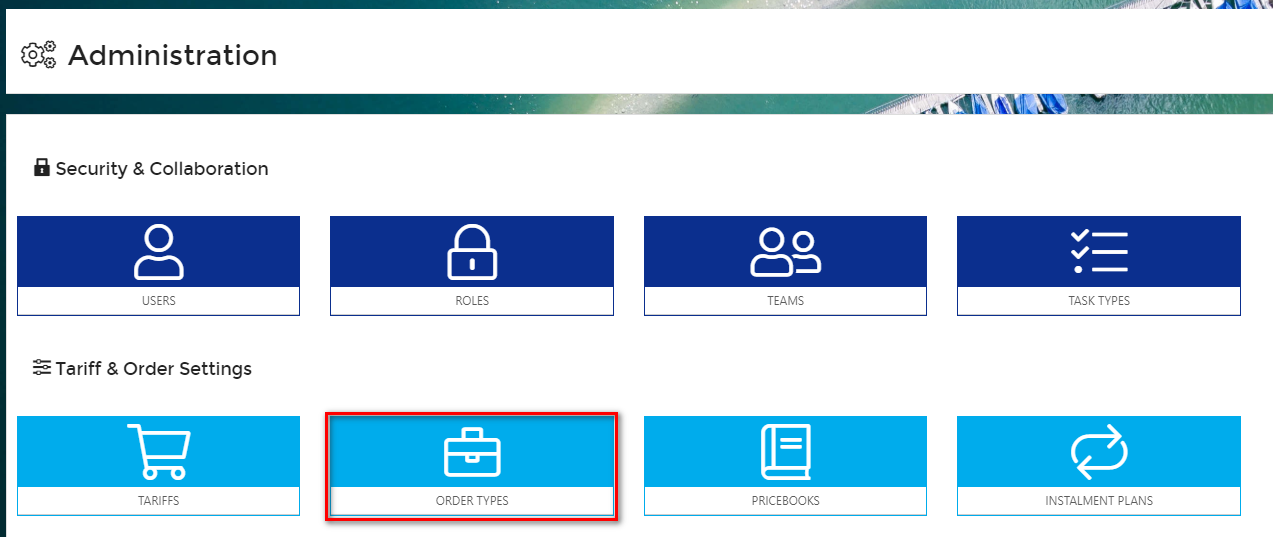 Administration
Security & Collaboration
USERS
ROLES
TEAMS
TASK TYPES
Tariff & Order Settings
TARIFFS
ORDER TYPES
PRICEBOOKS
INSTALMENT PLANS